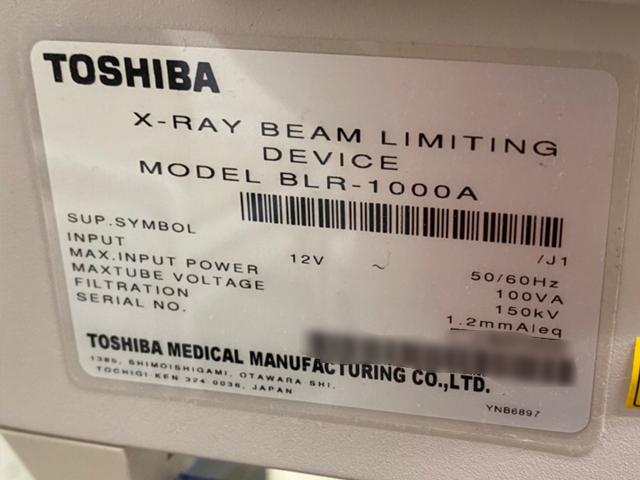 TOSHIBA
X-RAY BEAM LIMITING
DEVICE
MODEL BLR-1000A
SUP.SYMBOL /J1
INPUT 12V ~ 50/60Hz
MAX.INPUT POWER 100VA
MAXTUBE VOLTAGE 150kV
FILTRATION 1.2mmAleq
SERIAL NO.
TOSHIBA MEDICAL MANUFACTURING CO.,LTD.
1385, SHIMOISHIGAMI, OTAWARA SHI,
TOCHIGI KEN 324 0036, JAPAN
YNB6897